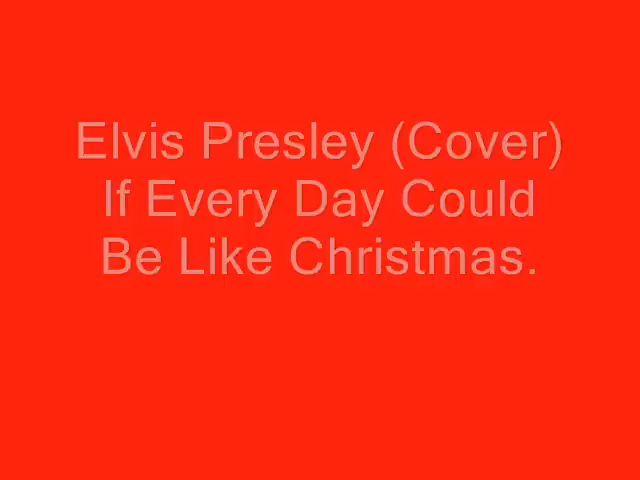 Elvis Presley (Cover)
If Every Day Could
Be Like Christmas.